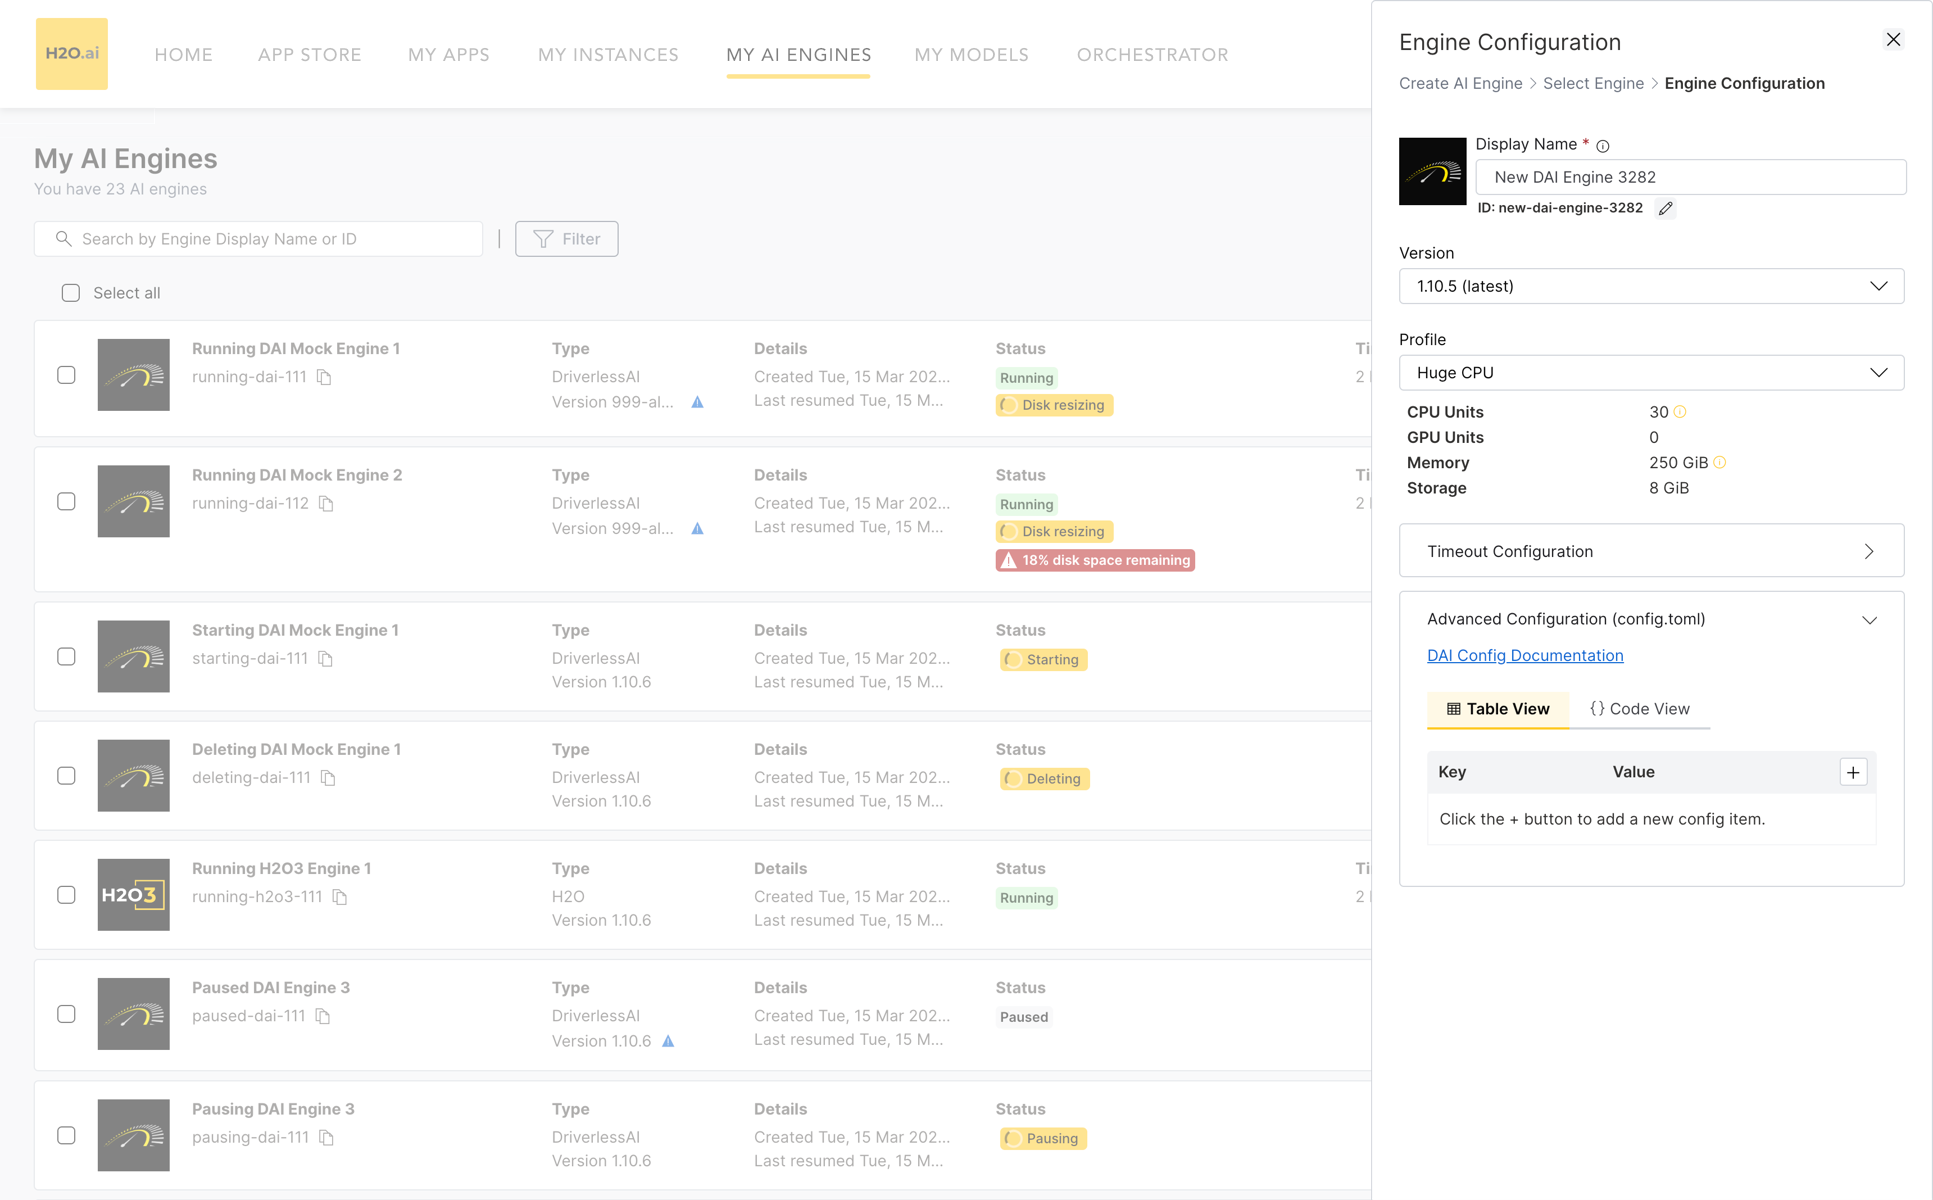 H2O.ai
HOME
APP STORE
MY APPS
MY INSTANCES
MY AI ENGINES
MY MODELS
ORCHESTRATOR
My AI Engines
You have 23 AI engines
Search by Engine Display Name or ID
Filter
Select all
Running DAI Mock Engine 1
running-dai-111
Type
DriverlessAI
Version 999-al...
Details
Created Tue, 15 Mar 202...
Last resumed Tue, 15 M...
Status
Running
Disk resizing
Ti
2
Running DAI Mock Engine 2
running-dai-112
Type
DriverlessAI
Version 999-al...
Details
Created Tue, 15 Mar 202...
Last resumed Tue, 15 M...
Status
Running
Disk resizing
18% disk space remaining
Ti
2
Starting DAI Mock Engine 1
starting-dai-111
Type
DriverlessAI
Version 1.10.6
Details
Created Tue, 15 Mar 202...
Last resumed Tue, 15 M...
Status
Starting
Deleting DAI Mock Engine 1
deleting-dai-111
Type
DriverlessAI
Version 1.10.6
Details
Created Tue, 15 Mar 202...
Last resumed Tue, 15 M...
Status
Deleting
H2O3
Running H2O3 Engine 1
running-h2o3-111
Type
H2O
Version 1.10.6
Details
Created Tue, 15 Mar 202...
Last resumed Tue, 15 M...
Status
Running
Ti
2
Paused DAI Engine 3
paused-dai-111
Type
DriverlessAI
Version 1.10.6
Details
Created Tue, 15 Mar 202...
Last resumed Tue, 15 M...
Status
Paused
Pausing DAI Engine 3
pausing-dai-111
Type
DriverlessAI
Version 1.10.6
Details
Created Tue, 15 Mar 202...
Last resumed Tue, 15 M...
Status
Pausing
Engine Configuration
Create AI Engine > Select Engine > Engine Configuration
Display Name *
New DAI Engine 3282
ID: new-dai-engine-3282
Version
1.10.5 (latest)
Profile
Huge CPU
CPU Units 30
GPU Units 0
Memory 250 GiB
Storage 8 GiB
Timeout Configuration
Advanced Configuration (config.toml)
DAI Config Documentation
Table View
{ } Code View
Key Value +
Click the + button to add a new config item.